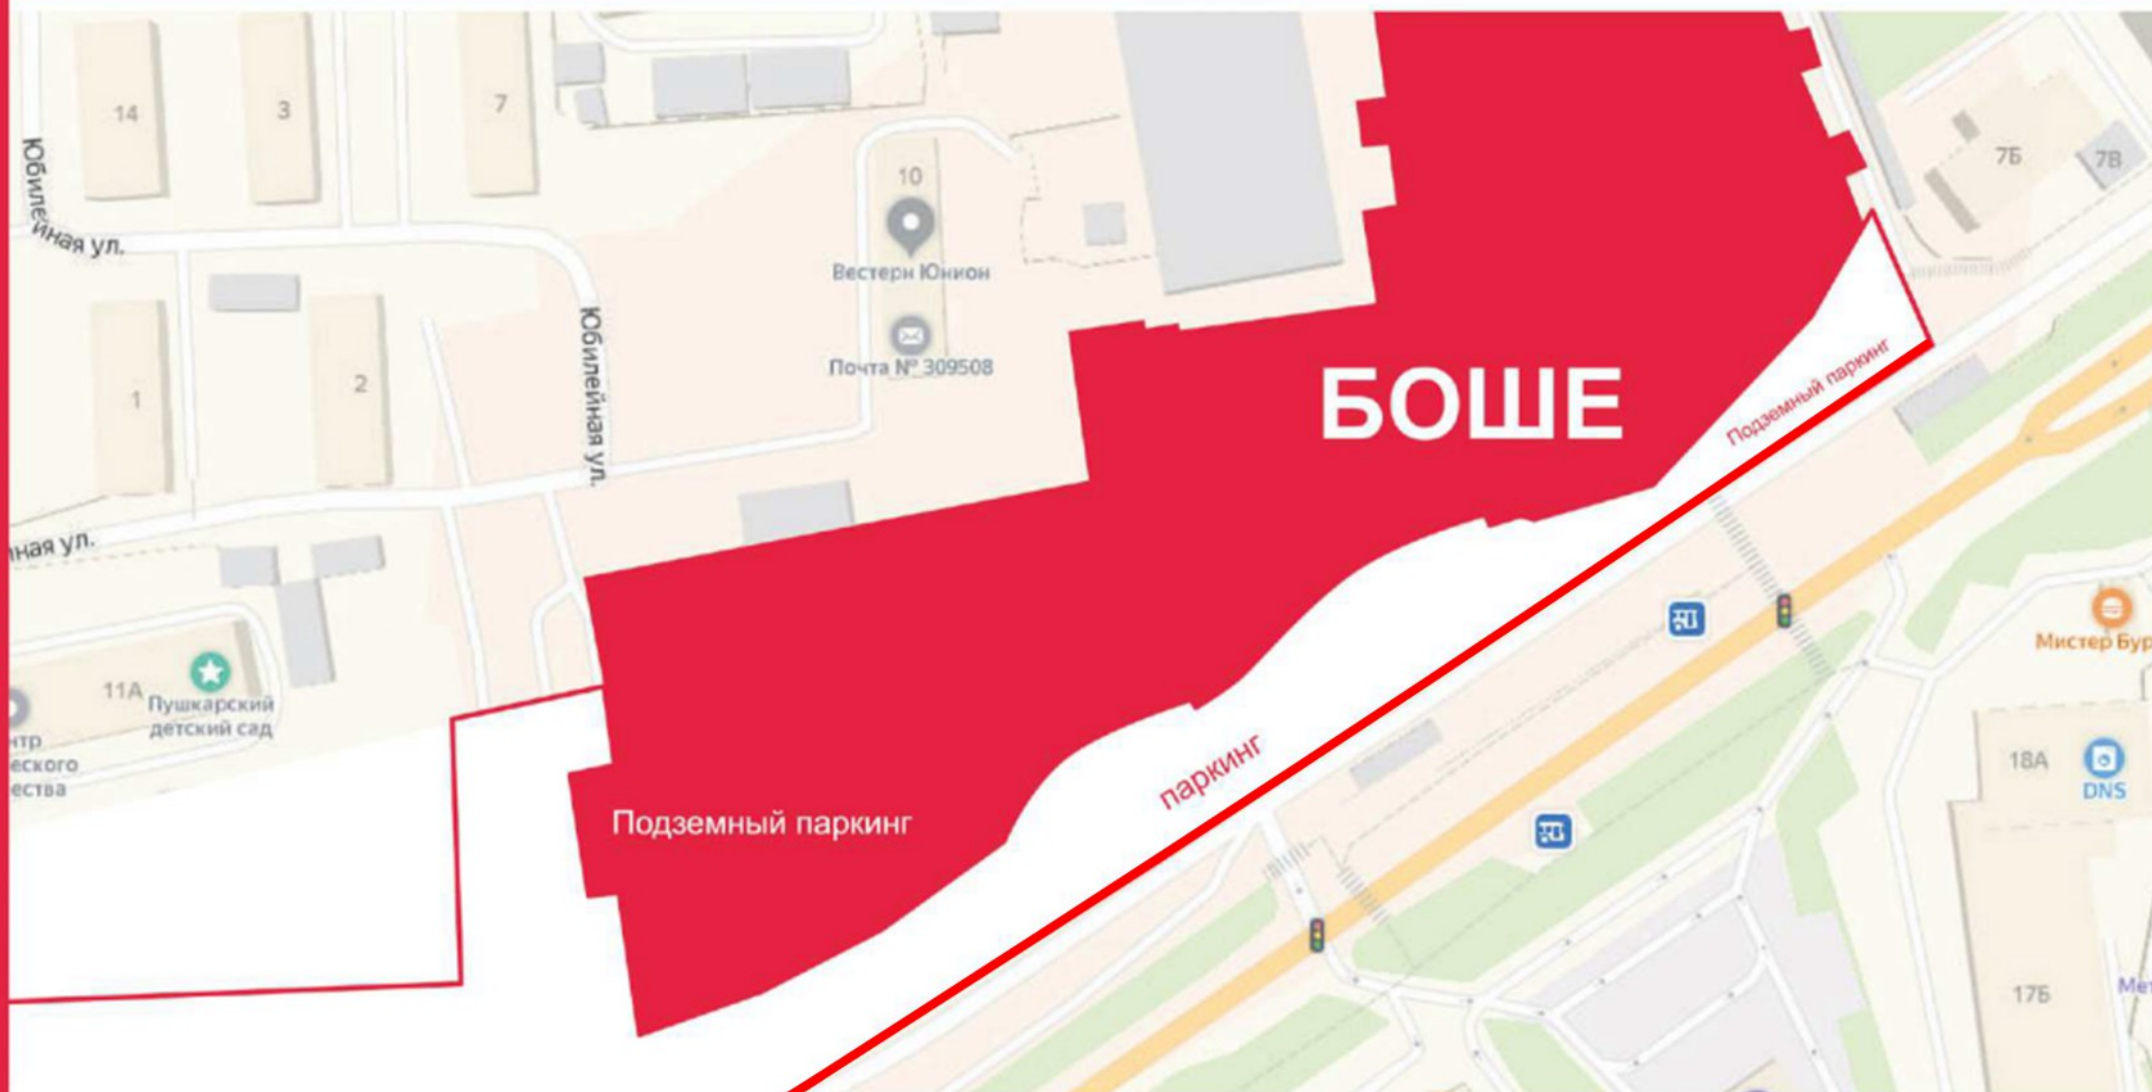 14
3
7
7Б
7В
10
Юбилейная ул.
Вестерн Юнион
Почта № 309508
1
2
Юбилейная ул.
БОШЕ
Подземный паркинг
ная ул.
11А
Пушкарский
детский сад
нтр
еского
ества
Подземный паркинг
паркинг
Мистер Бур
18А
DNS
17Б
Мет